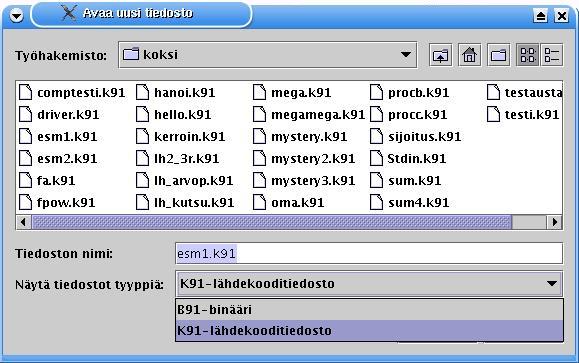 Avaa uusi tiedosto
Työhakemisto: koksi
comptesti.k91 hanoi.k91 mega.k91 procb.k91 testausta
driver.k91 hello.k91 megamega.k91 procc.k91 testi.k91
esm1.k91 kerroin.k91 mystery.k91 sijoitus.k91
esm2.k91 lh2_3r.k91 mystery2.k91 Stdin.k91
fa.k91 lh_arvop.k91 mystery3.k91 sum.k91
fpow.k91 lh_kutsu.k91 oma.k91 sum4.k91
Tiedoston nimi: esm1.k91
Näytä tiedostot tyyppiä: K91-lähdekooditiedosto
B91-binääri
K91-lähdekooditiedosto